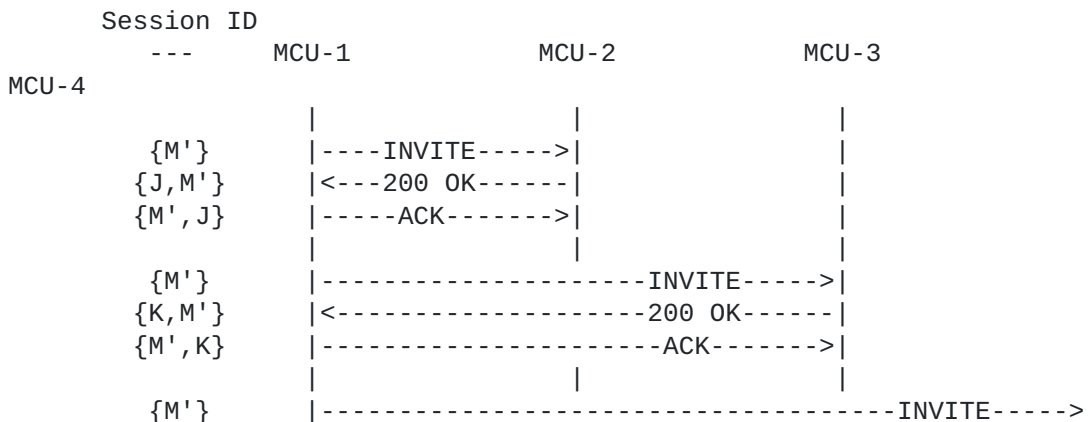 Session ID
         ---     MCU-1            MCU-2            MCU-3
MCU-4
                   |                |                |
         {M'}      |----INVITE----->|                |
        {J,M'}     |<---200 OK------|                |
        {M',J}     |-----ACK------->|                |
                   |                |                |
         {M'}      |---------------------INVITE----->|
        {K,M'}     |<--------------------200 OK------|
        {M',K}     |----------------------ACK------->|
                   |                |                |
         {M'}      |-------------------------------------INVITE----->